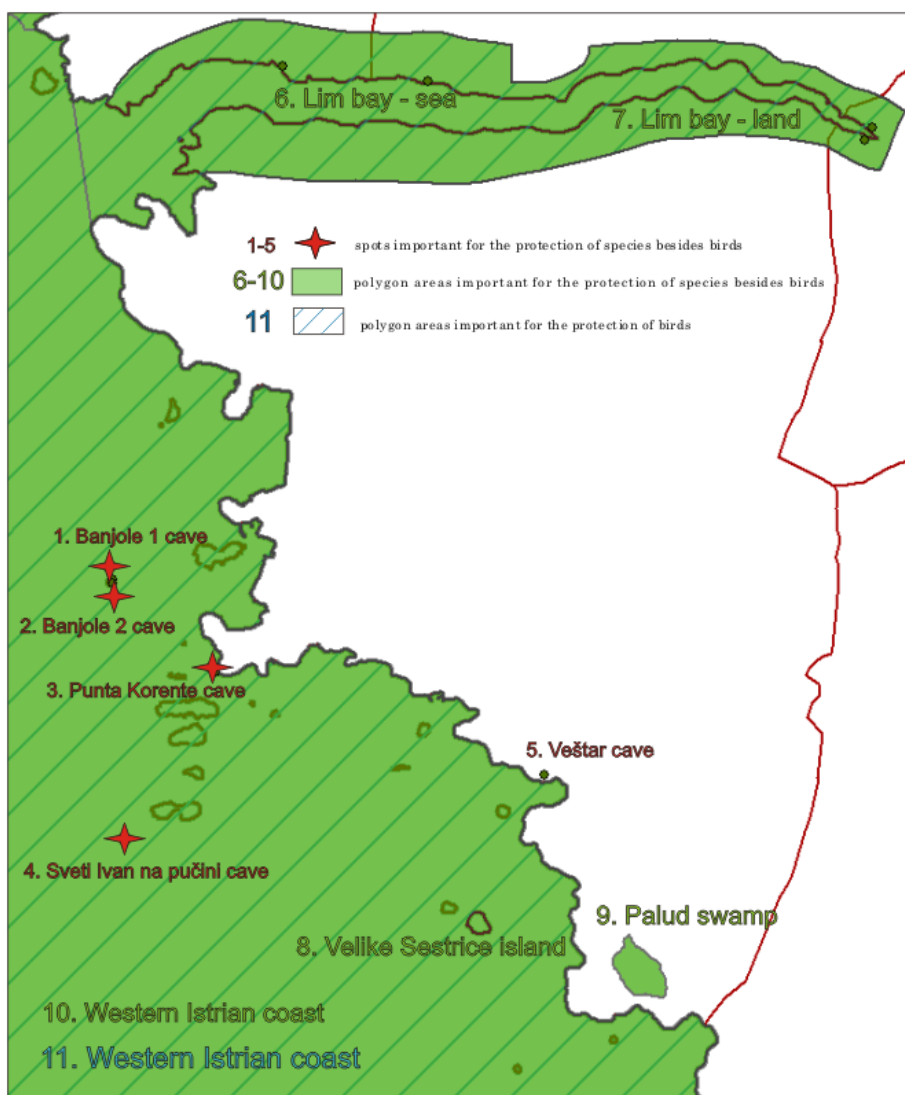 6. Lim bay - sea
7. Lim bay - land
1-5 spots important for the protection of species besides birds
6-10 polygon areas important for the protection of species besides birds
11 polygon areas important for the protection of birds
1. Banjole 1 cave
2. Banjole 2 cave
3. Punta Korente cave
5. Veštar cave
4. Sveti Ivan na pučini cave
9. Palud swamp
8. Velike Sestrice island
10. Western Istrian coast
11. Western Istrian coast